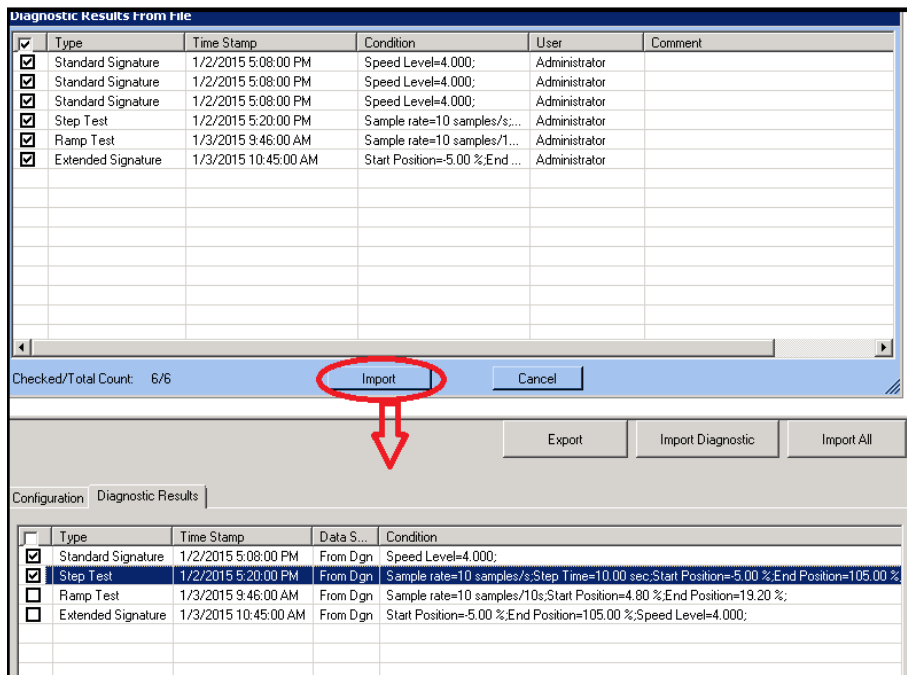 Diagnostic Results From File
Type Time Stamp Condition User Comment
Standard Signature 1/2/2015 5:08:00 PM Speed Level=4.000; Administrator
Standard Signature 1/2/2015 5:08:00 PM Speed Level=4.000; Administrator
Standard Signature 1/2/2015 5:08:00 PM Speed Level=4.000; Administrator
Step Test 1/2/2015 5:20:00 PM Sample rate=10 samples/s;... Administrator
Ramp Test 1/3/2015 9:46:00 AM Sample rate=10 samples/1... Administrator
Extended Signature 1/3/2015 10:45:00 AM Start Position=-5.00 %;End ... Administrator
Checked/Total Count: 6/6 Import Cancel
Export Import Diagnostic Import All
Configuration Diagnostic Results
Type Time Stamp Data S... Condition
Standard Signature 1/2/2015 5:08:00 PM From Dgn Speed Level=4.000;
Step Test 1/2/2015 5:20:00 PM From Dgn Sample rate=10 samples/s;Step Time=10.00 sec;Start Position=-5.00 %;End Position=105.00 %
Ramp Test 1/3/2015 9:46:00 AM From Dgn Sample rate=10 samples/10s;Start Position=4.80 %;End Position=19.20 %;
Extended Signature 1/3/2015 10:45:00 AM From Dgn Start Position=-5.00 %;End Position=105.00 %;Speed Level=4.000;